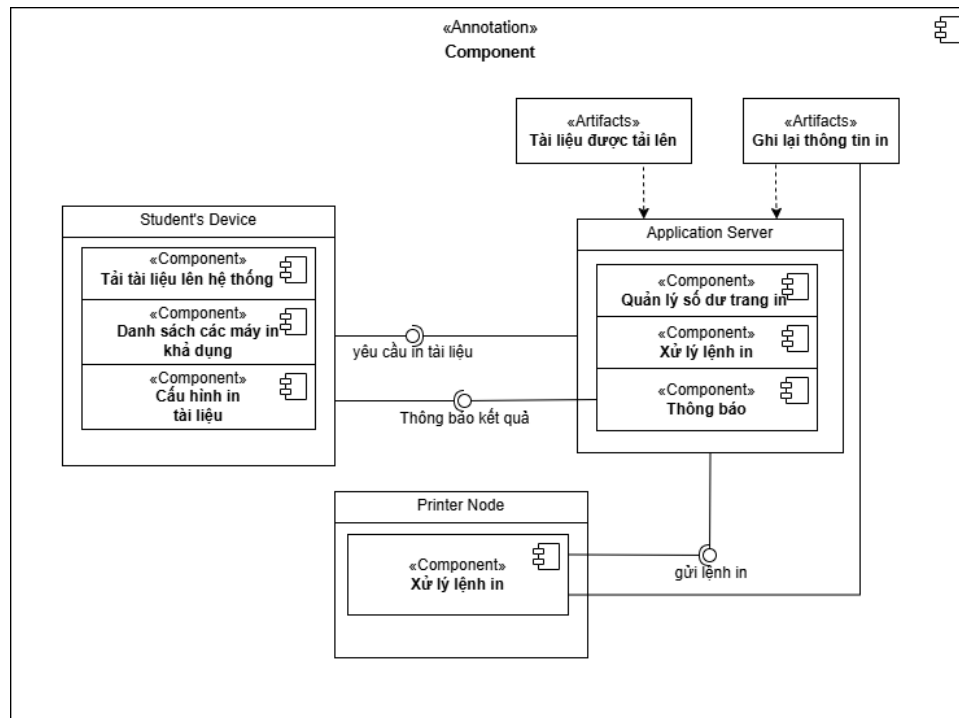 «Annotation»
Component
«Artifacts»
Tài liệu được tải lên
«Artifacts»
Ghi lại thông tin in
Student's Device
«Component»
Tải tài liệu lên hệ thống
«Component»
Danh sách các máy in
khả dụng
«Component»
Cấu hình in
tài liệu
yêu cầu in tài liệu
Thông báo kết quả
Application Server
«Component»
Quản lý số dư trang in
«Component»
Xử lý lệnh in
«Component»
Thông báo
Printer Node
«Component»
Xử lý lệnh in
gửi lệnh in